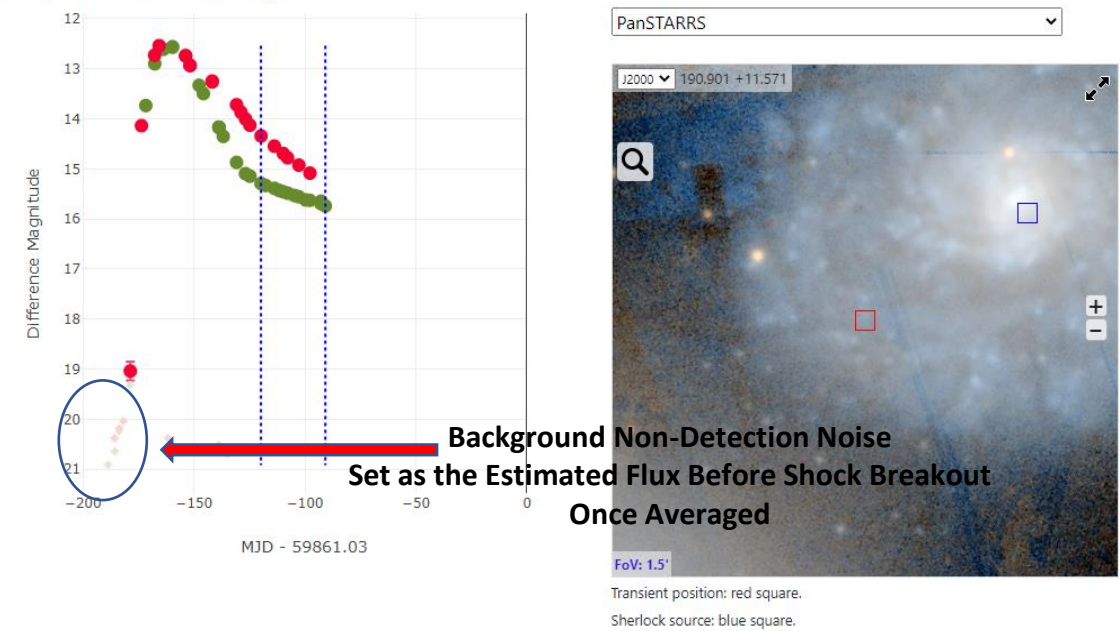 12
13
14
15
16
17
18
19
20
21
Difference Magnitude
−200
−150
−100
−50
0
MJD - 59861.03
PanSTARRS
J2000 190.901 +11.571
+
−
FoV: 1.5'
Background Non-Detection Noise
Set as the Estimated Flux Before Shock Breakout
Once Averaged
Transient position: red square.
Sherlock source: blue square.